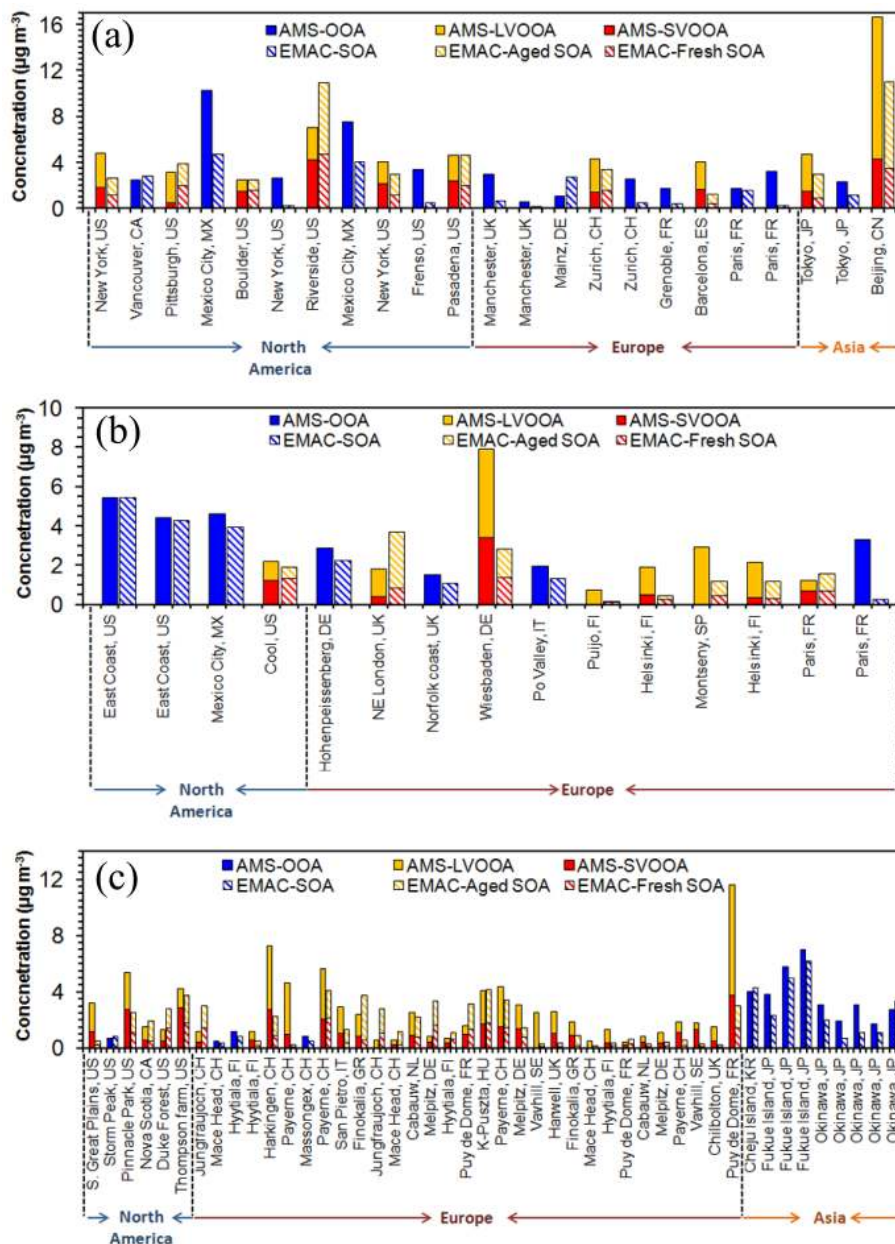 (a)
Concnetration (µgm-3)
16
12
8
4
0
AMS-OOA AMS-LVOOA AMS-SVOOA
EMAC-SOA EMAC-Aged SOA EMAC-Fresh SOA
New York, US
Vancouver, CA
Pittsburgh, US
Mexico City, MX
Boulder, US
New York, US
Riverside, US
Mexico City, MX
New York, US
Frenso, US
Pasadena, US
Manchester, UK
Manchester, UK
Mainz, DE
Zurich, CH
Zurich, CH
Grenoble, FR
Barcelona, ES
Paris, FR
Paris, FR
Tokyo, JP
Tokyo, JP
Beijing, CN
North
America
Europe
Asia
(b)
Concnetration (µgm-3)
10
8
6
4
2
0
AMS-OOA AMS-LVOOA AMS-SVOOA
EMAC-SOA EMAC-Aged SOA EMAC-Fresh SOA
East Coast, US
East Coast, US
Mexico City, MX
Cool, US
Hohenpeissenberg, DE
NE London, UK
Norfolk coast, UK
Wiesbaden, DE
Po Valley, IT
Puijo, FI
Helsinki, FI
Montseny, SP
Helsinki, FI
Paris, FR
Paris, FR
North
America
Europe
(c)
Concnetration (µgm-3)
12
8
4
0
AMS-OOA AMS-LVOOA AMS-SVOOA
EMAC-SOA EMAC-Aged SOA EMAC-Fresh SOA
S. Great Plains, US
Storm Peak, US
Pinnacle Park, US
Nova Scotia, CA
Duke Forest, US
Thompson farm, US
Jungfraujoch, CH
Mace Head, CH
Hyytiala, FI
Hyytiala, FI
Harkingen, CH
Payerne, CH
Massongex, CH
Payerne, CH
San Pietro, IT
Finokalia, GR
Jungfraujoch, CH
Mace Head, CH
Cabauw, NL
Melpitz, DE
Hyytiala, FI
Puy de Dome, FR
K-Puszta, HU
Payerne, CH
Melpitz, DE
Vavhill, SE
Harwell, UK
Finokalia, GR
Mace Head, CH
Hyytiala, FI
Puy de Dome, FR
Cabauw, NL
Melpitz, DE
Payerne, CH
Vavhill, SE
Chilbolton, UK
Puy de Dome, FR
Cheju Island, KR
Fukue Island, JP
Fukue Island, JP
Fukue Island, JP
Okinawa, JP
Okinawa, JP
Okinawa, JP
Okinawa, JP
Okinawa, JP
North
America
Europe
Asia